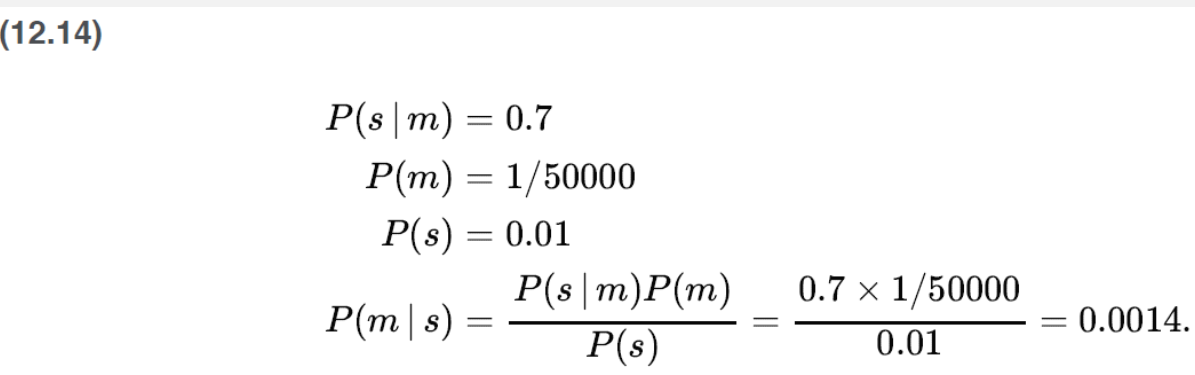 (12.14)
P(s | m) = 0.7
P(m) = 1/50000
P(s) = 0.01
P(m | s) = P(s | m)P(m) / P(s) = 0.7 × 1/50000 / 0.01 = 0.0014.